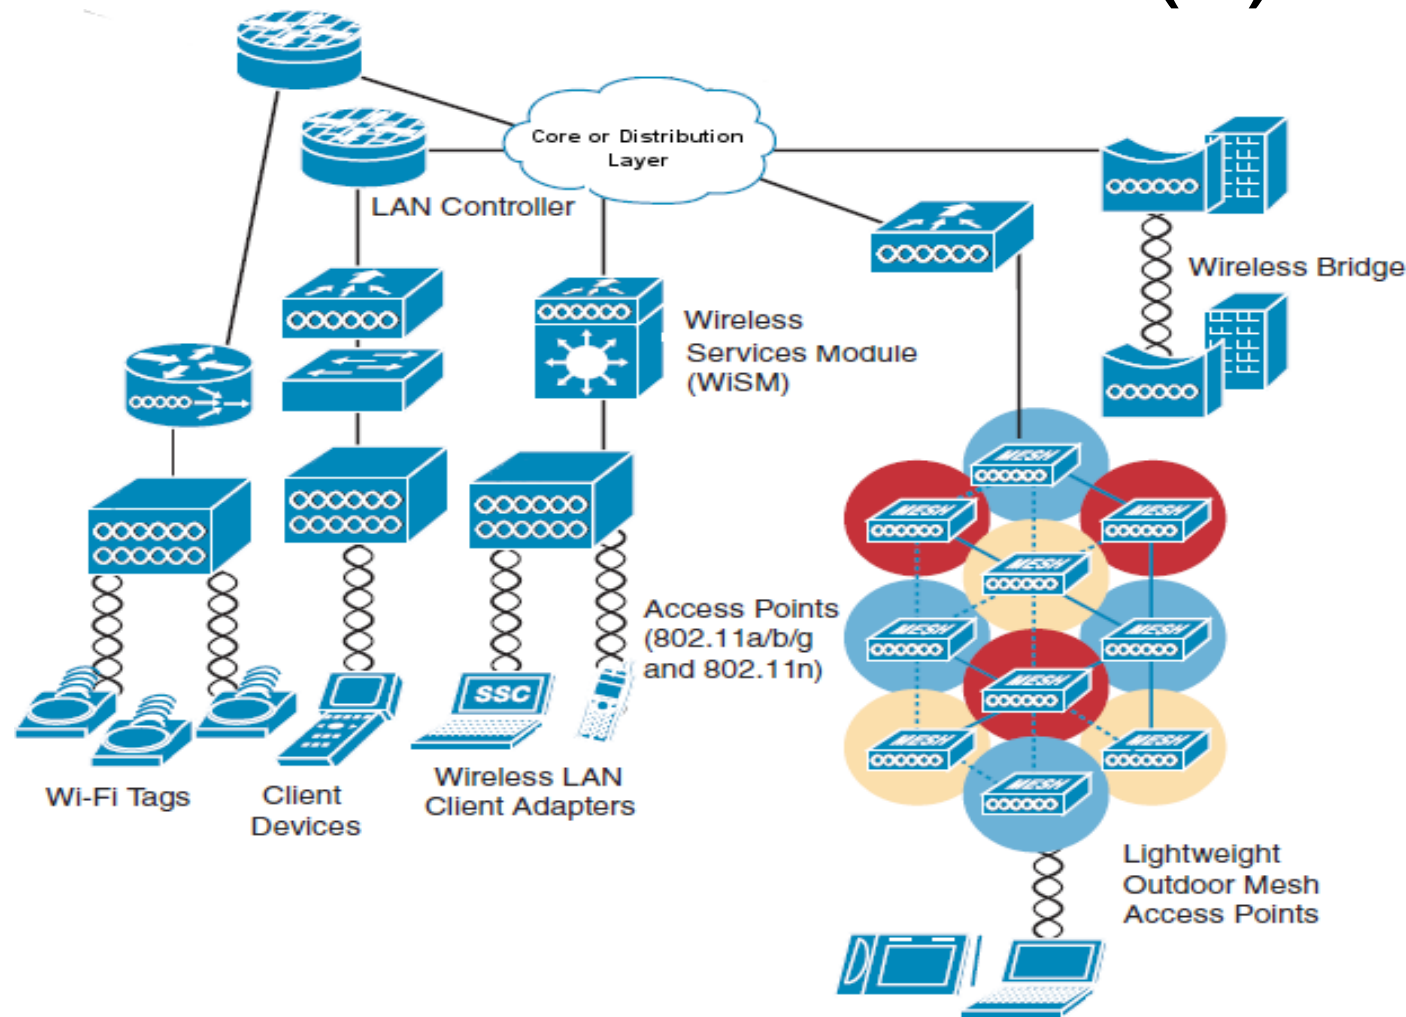 Core or Distribution
Layer
LAN Controller
Wireless Bridge
Wireless
Services Module
(WiSM)
MESH
MESH
MESH
MESH
Access Points
(802.11a/b/g
and 802.11n)
MESH
MESH
SSC
MESH
MESH
MESH
MESH
Wireless LAN
Client Adapters
Wi-Fi Tags
Client
Devices
Lightweight
Outdoor Mesh
Access Points